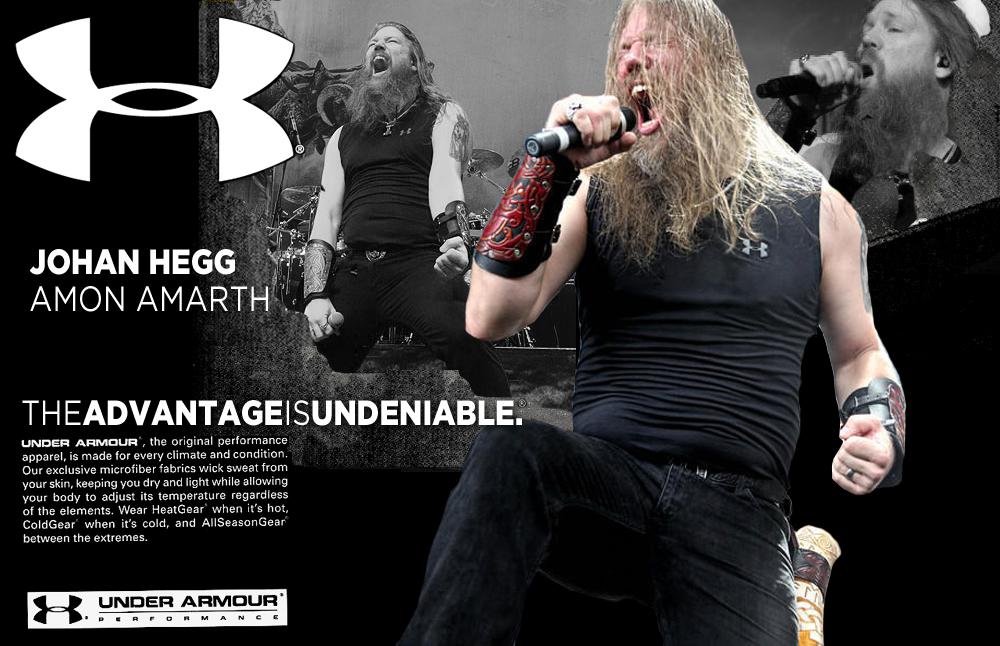 ®
JOHAN HEGG
AMON AMARTH
THEADVANTAGEISUNDENIABLE.®
UNDER ARMOUR®, the original performance
apparel, is made for every climate and condition.
Our exclusive microfiber fabrics wick sweat from
your skin, keeping you dry and light while allowing
your body to adjust its temperature regardless
of the elements. Wear HeatGear® when it's hot,
ColdGear® when it's cold, and AllSeasonGear®
between the extremes.
UNDER ARMOUR®
PERFORMANCE